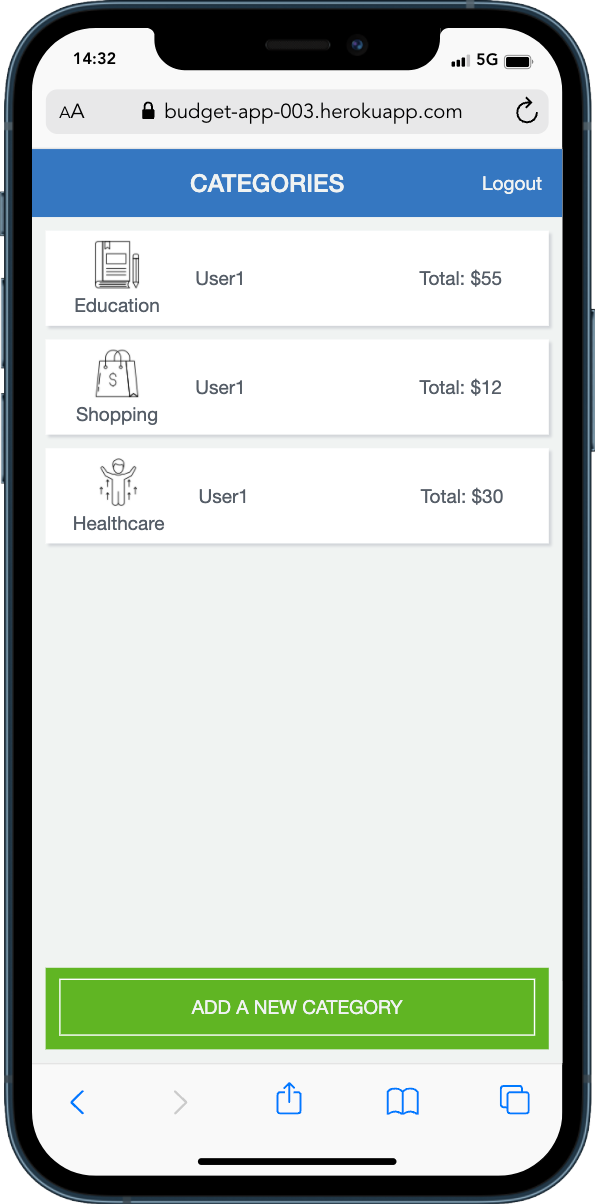 14:32 5G
AA budget-app-003.herokuapp.com
CATEGORIES Logout
Education User1 Total: $55
S
Shopping User1 Total: $12
Healthcare User1 Total: $30
ADD A NEW CATEGORY